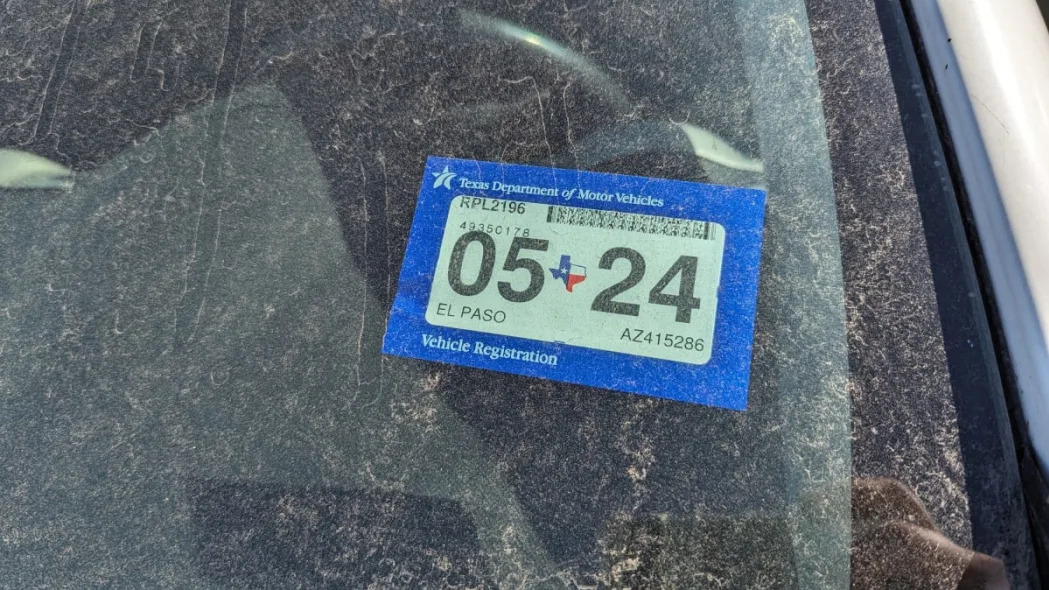 Texas Department of Motor Vehicles
RPL2196
49350178
05 24
EL PASO
AZ415286
Vehicle Registration